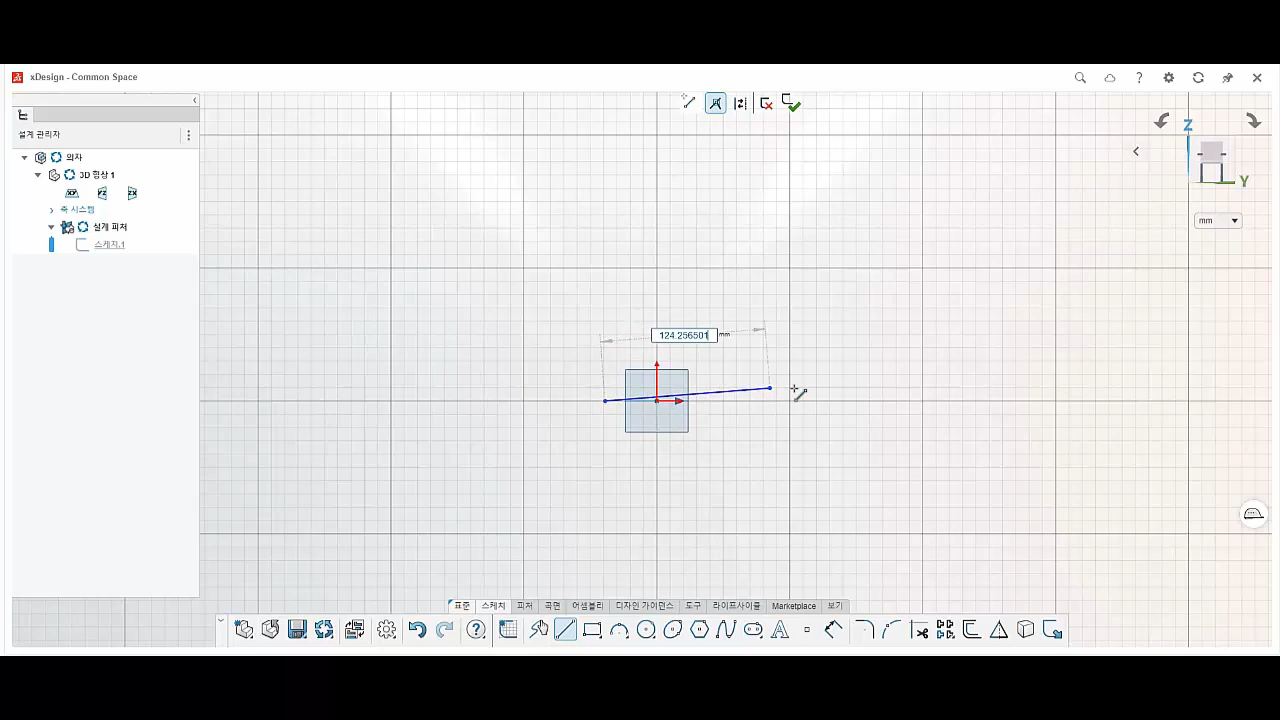 xDesign - Common Space
설계 관리자
의자
3D 형상 1
XY YZ ZX
축 시스템
설계 피처
스케치.1
Z
Y
mm
124.256501 mm
표준 스케치 피처 곡면 어셈블리 디자인 가이던스 도구 라이프사이클 Marketplace 보기